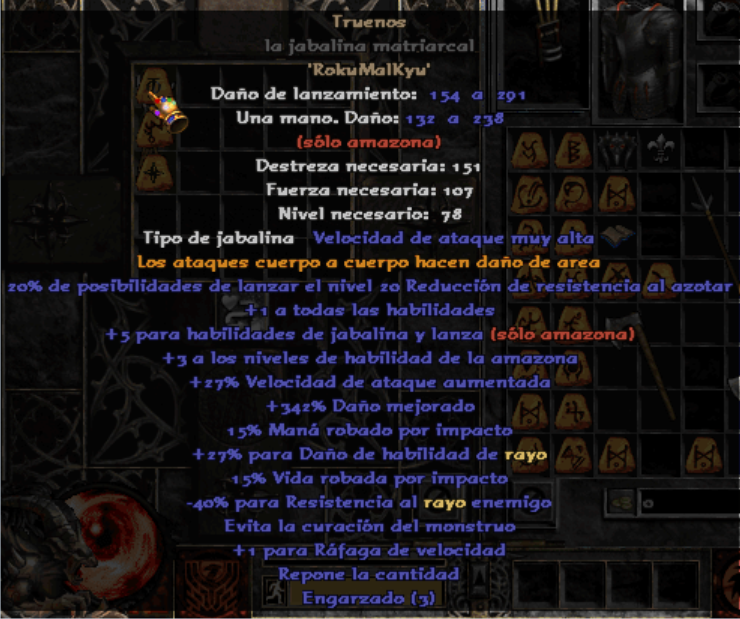 Truenos
la jabalina matriarcal
'RokuMalKyu'
Daño de lanzamiento: 154 a 291
Una mano. Daño: 132 a 238
(sólo amazona)
Destreza necesaria: 151
Fuerza necesaria: 107
Nivel necesario: 78
Tipo de jabalina Velocidad de ataque muy alta
Los ataques cuerpo a cuerpo hacen daño de area
20% de posibilidades de lanzar el nivel 20 Reducción de resistencia al azotar
+1 a todas las habilidades
+5 para habilidades de jabalina y lanza (sólo amazona)
+3 a los niveles de habilidad de la amazona
+27% Velocidad de ataque aumentada
+342% Daño mejorado
15% Maná robado por impacto
+27% para Daño de habilidad de rayo
15% Vida robada por impacto
-40% para Resistencia al rayo enemigo
Evita la curación del monstruo
+1 para Ráfaga de velocidad
Repone la cantidad
Engarzado (3)
0